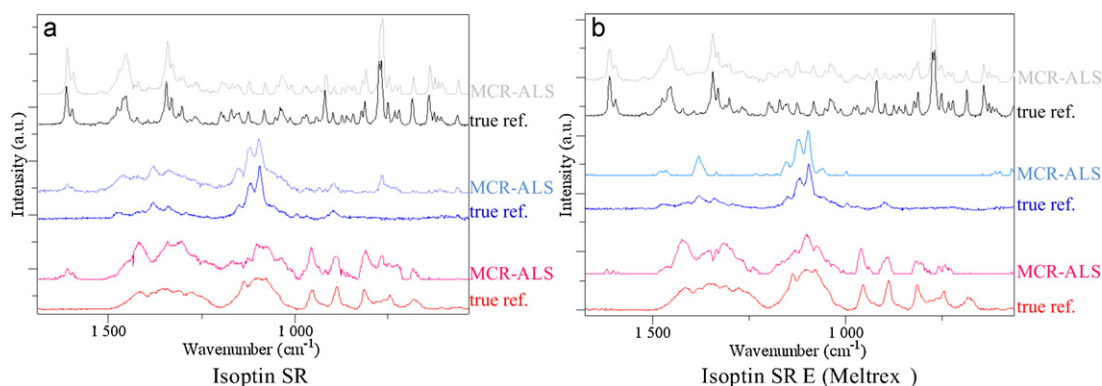 a
Intensity (a.u.)
MCR-ALS
true ref.
MCR-ALS
true ref.
MCR-ALS
true ref.
1 500
1 000
Wavenumber (cm⁻¹)
Isoptin SR
b
Intensity (a.u.)
MCR-ALS
true ref.
MCR-ALS
true ref.
MCR-ALS
true ref.
1 500
1 000
Wavenumber (cm⁻¹)
Isoptin SR E (Meltrex )